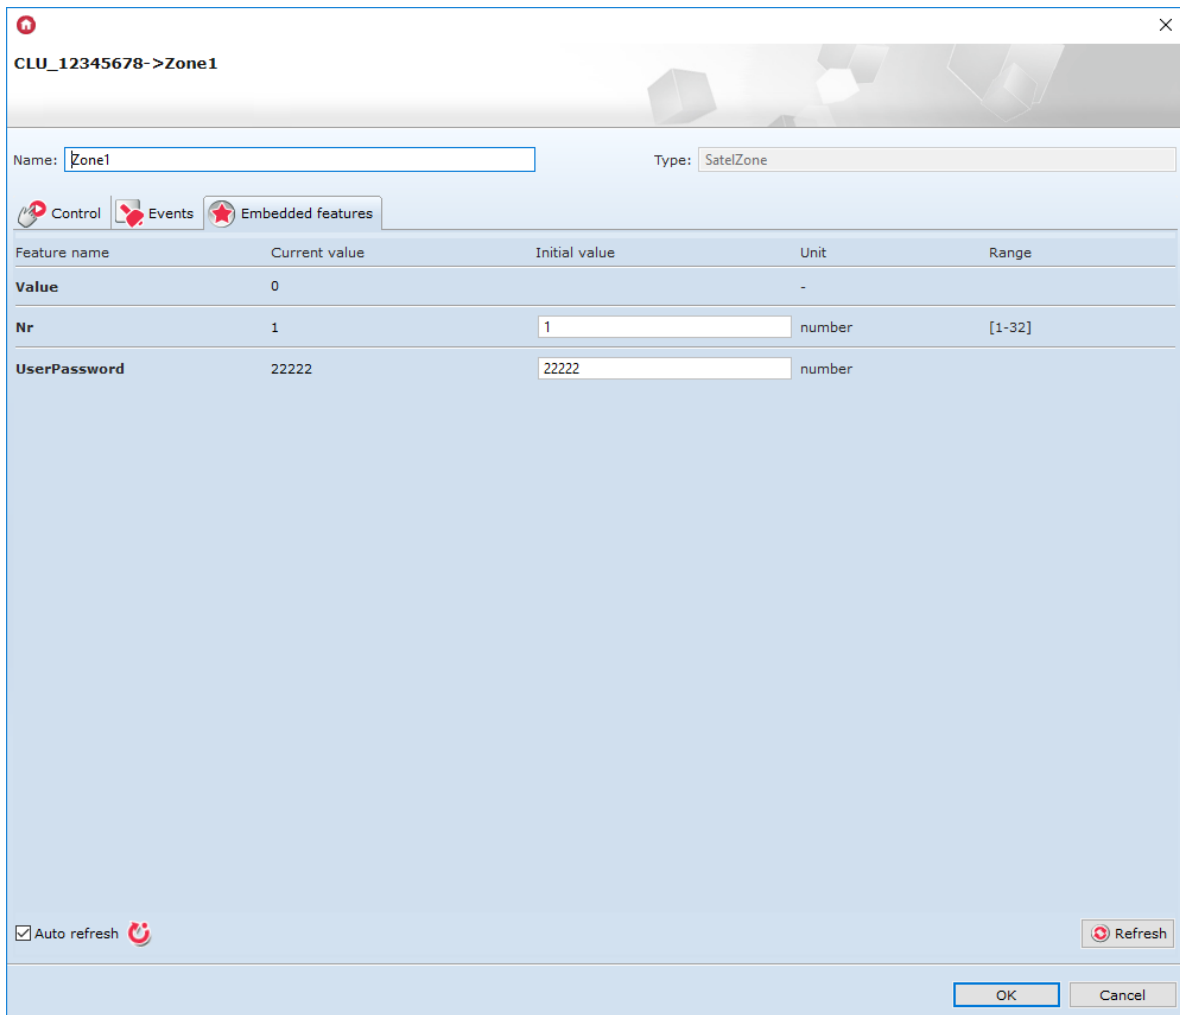 CLU_12345678->Zone1
Name: Zone1 Type: SatelZone
Control Events Embedded features
Feature name Current value Initial value Unit Range
Value 0 -
Nr 1 1 number [1-32]
UserPassword 22222 22222 number
Auto refresh Refresh
OK Cancel